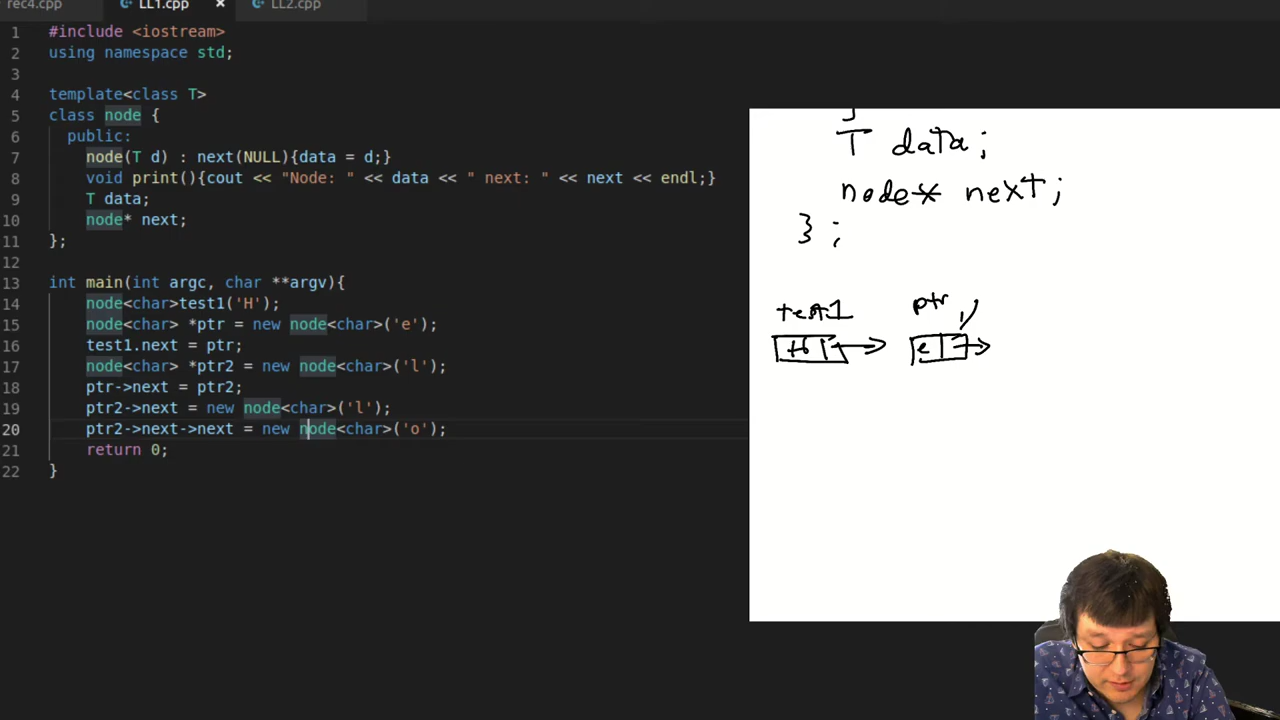 rec4.cpp LL1.cpp × LL2.cpp
1 #include <iostream>
2 using namespace std;
3
4 template<class T>
5 class node {
6 public:
7 node(T d) : next(NULL){data = d;}
8 void print(){cout << "Node: " << data << " next: " << next << endl;}
9 T data;
10 node* next;
11 };
12
13 int main(int argc, char **argv){
14 node<char>test1('H');
15 node<char> *ptr = new node<char>('e');
16 test1.next = ptr;
17 node<char> *ptr2 = new node<char>('l');
18 ptr->next = ptr2;
19 ptr2->next = new node<char>('l');
20 ptr2->next->next = new node<char>('o');
21 return 0;
22 }
T data;
node* next;
};
test1 ptr
H e